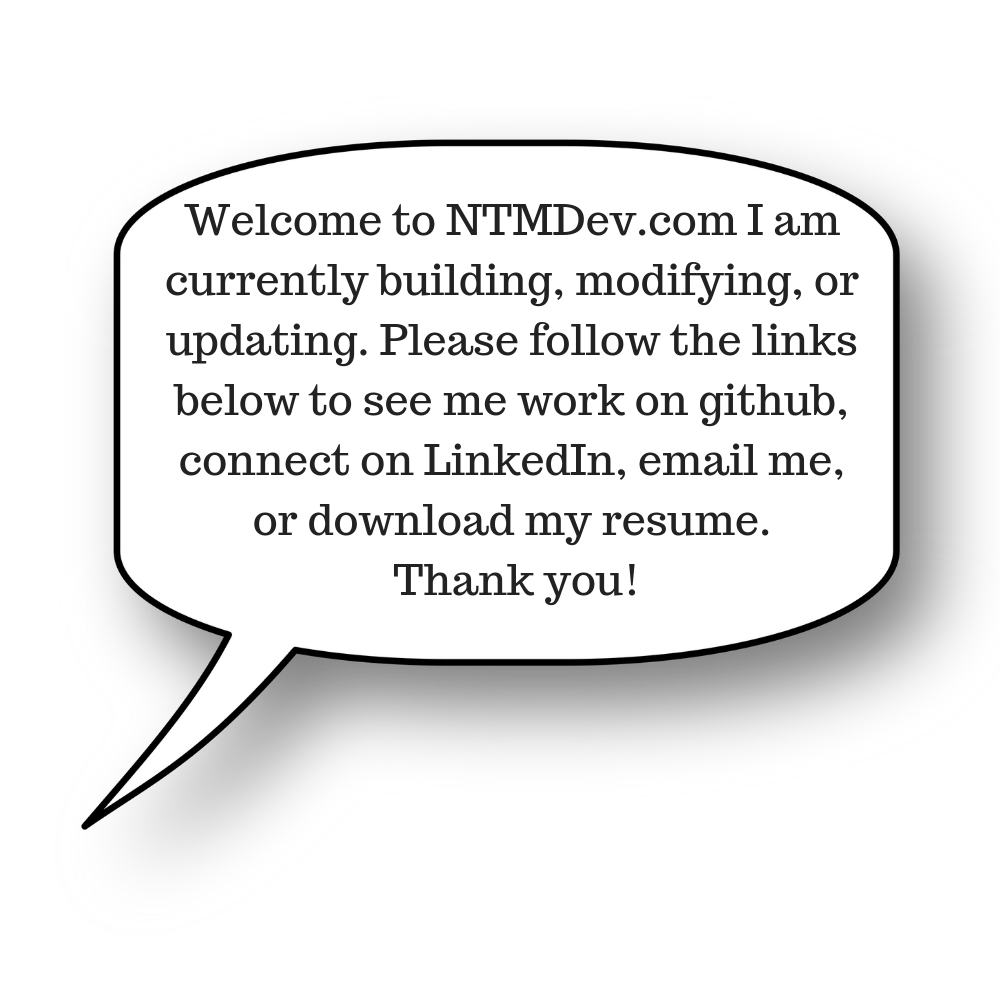 Welcome to NTMDev.com I am
currently building, modifying, or
updating. Please follow the links
below to see me work on github,
connect on LinkedIn, email me,
or download my resume.
Thank you!